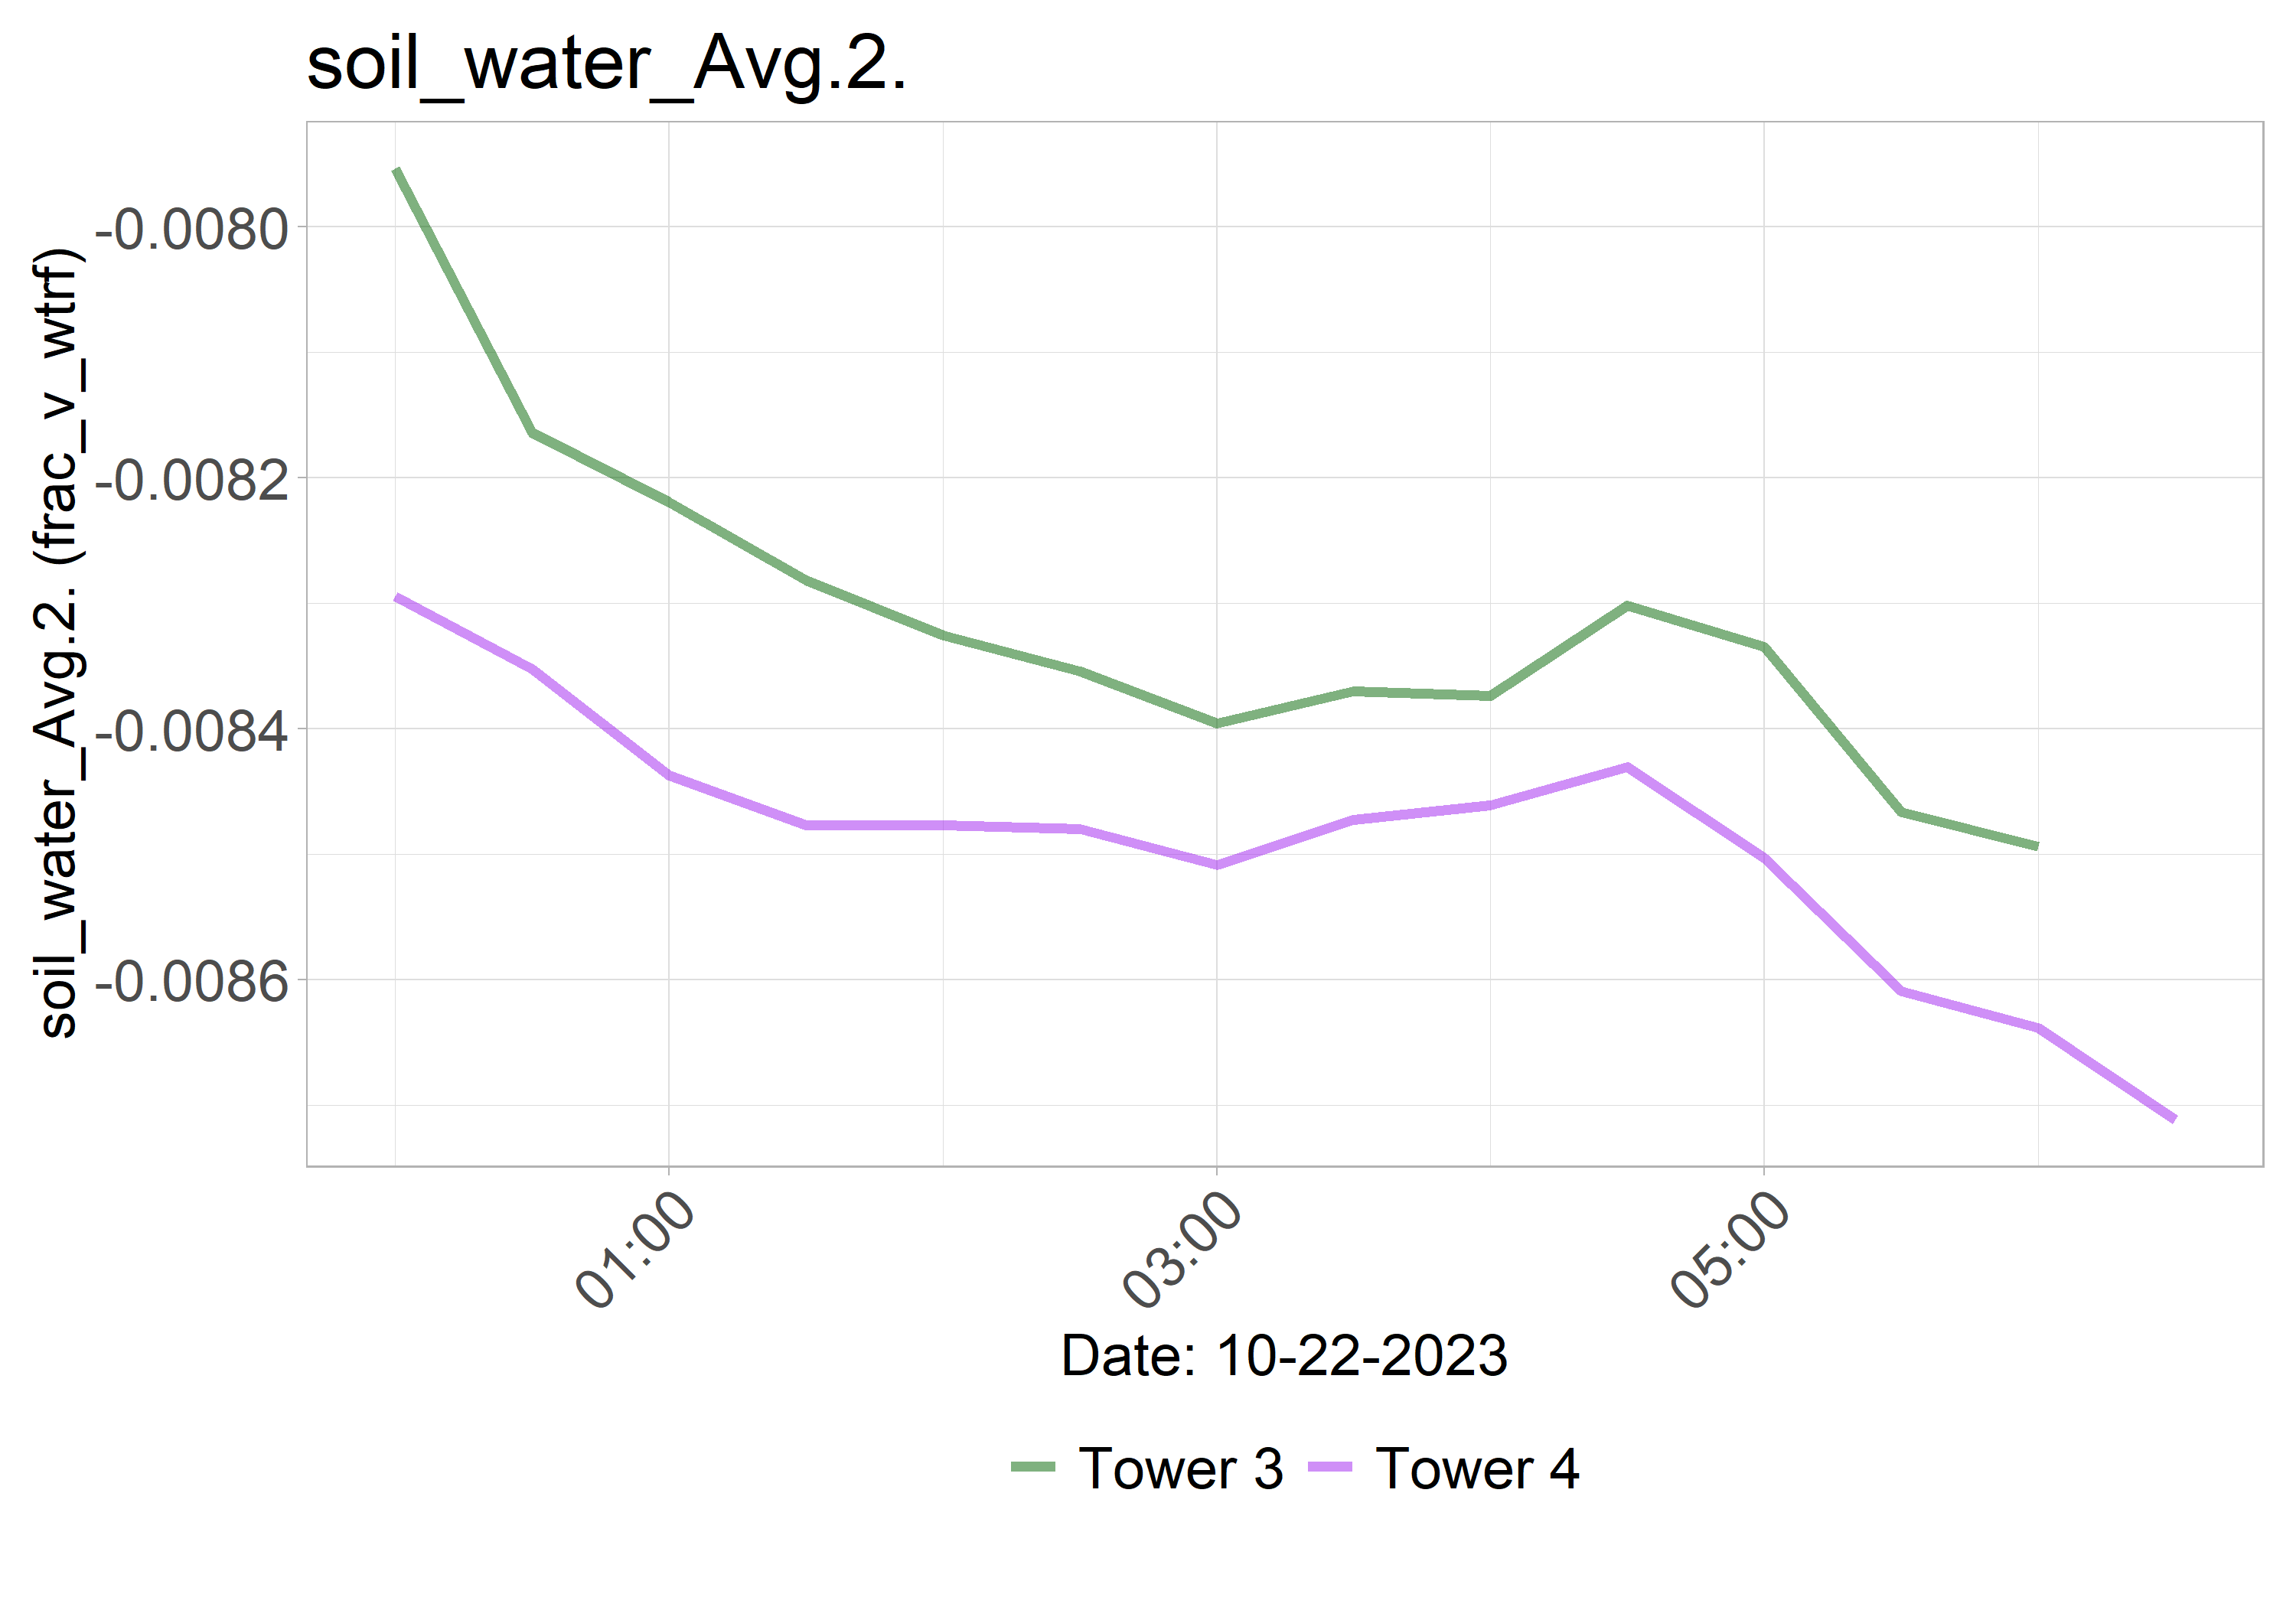 soil_water_Avg.2.
soil_water_Avg.2. (frac_v_wtrf)
-0.0080
-0.0082
-0.0084
-0.0086
01:00
03:00
05:00
Date: 10-22-2023
Tower 3
Tower 4